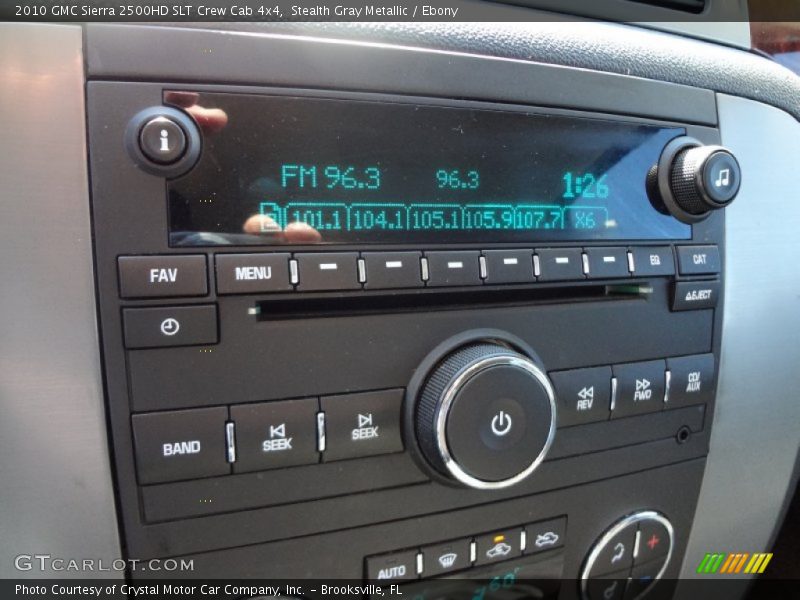 2010 GMC Sierra 2500HD SLT Crew Cab 4x4, Stealth Gray Metallic / Ebony
i
FM 96.3 96.3 1:26
101.1 104.1 105.1 105.9 107.7 X6
FAV MENU EQ CAT
EJECT
REV FWD CD/AUX
BAND SEEK SEEK
AUTO
GTCARLOT.COM
Photo Courtesy of Crystal Motor Car Company, Inc. – Brooksville, FL